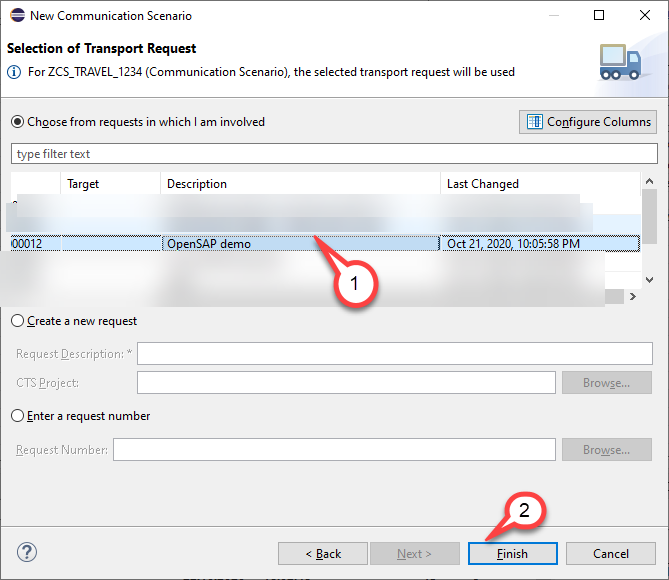 New Communication Scenario
Selection of Transport Request
For ZCS_TRAVEL_1234 (Communication Scenario), the selected transport request will be used
Choose from requests in which I am involved
Configure Columns
type filter text
Target Description Last Changed
00012 OpenSAP demo Oct 21, 2020, 10:05:58 PM
1
Create a new request
Request Description: *
CTS Project: Browse...
Enter a request number
Request Number: Browse...
2
? < Back Next > Finish Cancel